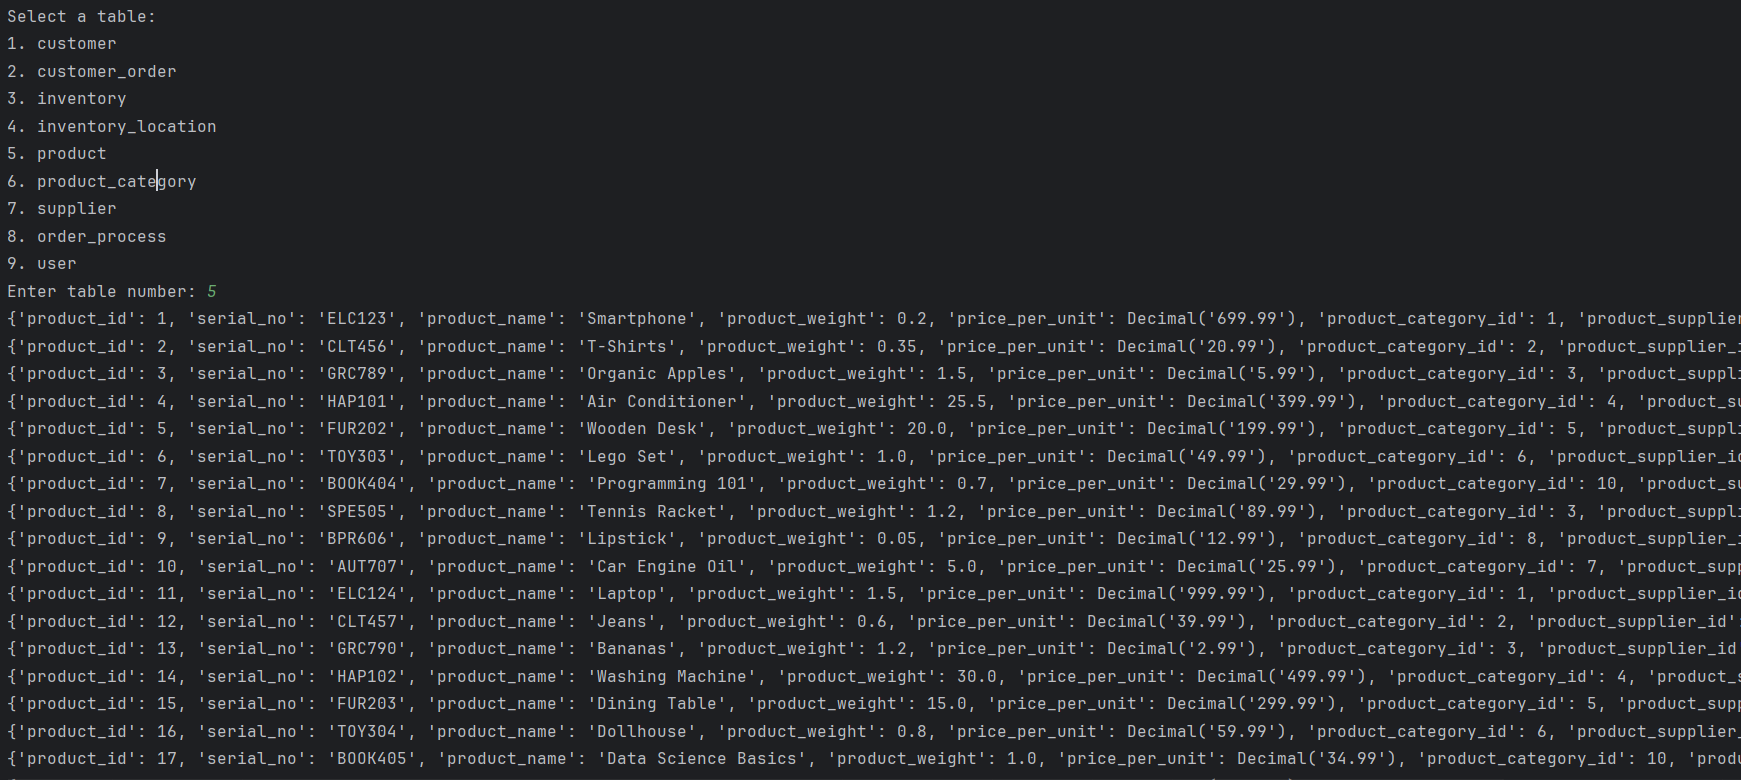 Select a table:
1. customer
2. customer_order
3. inventory
4. inventory_location
5. product
6. product_category
7. supplier
8. order_process
9. user
Enter table number: 5
{'product_id': 1, 'serial_no': 'ELC123', 'product_name': 'Smartphone', 'product_weight': 0.2, 'price_per_unit': Decimal('699.99'), 'product_category_id': 1, 'product_supplier
{'product_id': 2, 'serial_no': 'CLT456', 'product_name': 'T-Shirts', 'product_weight': 0.35, 'price_per_unit': Decimal('20.99'), 'product_category_id': 2, 'product_supplier_
{'product_id': 3, 'serial_no': 'GRC789', 'product_name': 'Organic Apples', 'product_weight': 1.5, 'price_per_unit': Decimal('5.99'), 'product_category_id': 3, 'product_suppl
{'product_id': 4, 'serial_no': 'HAP101', 'product_name': 'Air Conditioner', 'product_weight': 25.5, 'price_per_unit': Decimal('399.99'), 'product_category_id': 4, 'product_s
{'product_id': 5, 'serial_no': 'FUR202', 'product_name': 'Wooden Desk', 'product_weight': 20.0, 'price_per_unit': Decimal('199.99'), 'product_category_id': 5, 'product_suppl
{'product_id': 6, 'serial_no': 'TOY303', 'product_name': 'Lego Set', 'product_weight': 1.0, 'price_per_unit': Decimal('49.99'), 'product_category_id': 6, 'product_supplier_i
{'product_id': 7, 'serial_no': 'BOOK404', 'product_name': 'Programming 101', 'product_weight': 0.7, 'price_per_unit': Decimal('29.99'), 'product_category_id': 10, 'product_s
{'product_id': 8, 'serial_no': 'SPE505', 'product_name': 'Tennis Racket', 'product_weight': 1.2, 'price_per_unit': Decimal('89.99'), 'product_category_id': 3, 'product_suppl
{'product_id': 9, 'serial_no': 'BPR606', 'product_name': 'Lipstick', 'product_weight': 0.05, 'price_per_unit': Decimal('12.99'), 'product_category_id': 8, 'product_supplier_
{'product_id': 10, 'serial_no': 'AUT707', 'product_name': 'Car Engine Oil', 'product_weight': 5.0, 'price_per_unit': Decimal('25.99'), 'product_category_id': 7, 'product_sup
{'product_id': 11, 'serial_no': 'ELC124', 'product_name': 'Laptop', 'product_weight': 1.5, 'price_per_unit': Decimal('999.99'), 'product_category_id': 1, 'product_supplier_i
{'product_id': 12, 'serial_no': 'CLT457', 'product_name': 'Jeans', 'product_weight': 0.6, 'price_per_unit': Decimal('39.99'), 'product_category_id': 2, 'product_supplier_id'
{'product_id': 13, 'serial_no': 'GRC790', 'product_name': 'Bananas', 'product_weight': 1.2, 'price_per_unit': Decimal('2.99'), 'product_category_id': 3, 'product_supplier_id
{'product_id': 14, 'serial_no': 'HAP102', 'product_name': 'Washing Machine', 'product_weight': 30.0, 'price_per_unit': Decimal('499.99'), 'product_category_id': 4, 'product_
{'product_id': 15, 'serial_no': 'FUR203', 'product_name': 'Dining Table', 'product_weight': 15.0, 'price_per_unit': Decimal('299.99'), 'product_category_id': 5, 'product_sup
{'product_id': 16, 'serial_no': 'TOY304', 'product_name': 'Dollhouse', 'product_weight': 0.8, 'price_per_unit': Decimal('59.99'), 'product_category_id': 6, 'product_supplier_
{'product_id': 17, 'serial_no': 'BOOK405', 'product_name': 'Data Science Basics', 'product_weight': 1.0, 'price_per_unit': Decimal('34.99'), 'product_category_id': 10, 'prod